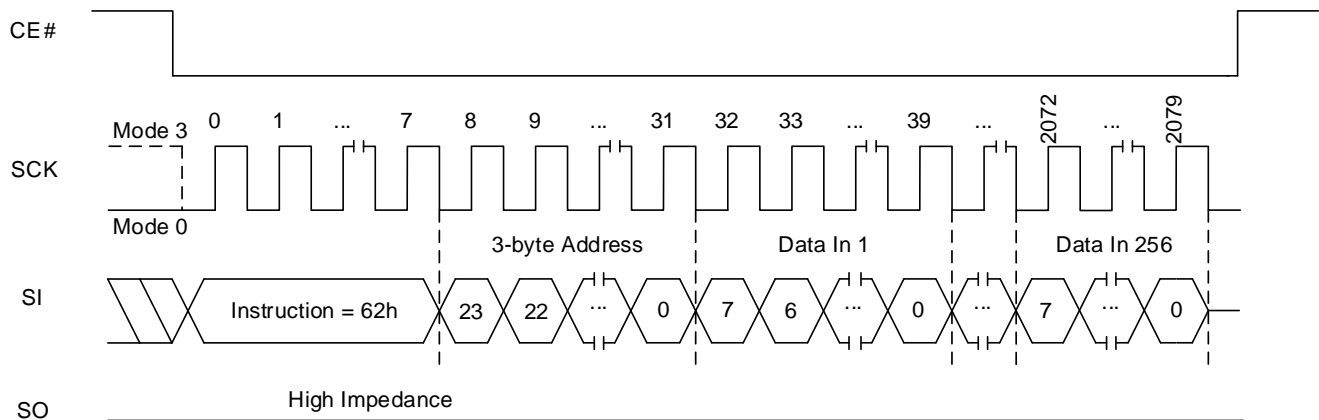 CE#
SCK
Mode 3
0 1 ... 7 8 9 ... 31 32 33 ... 39 ... 2072 ... 2079
Mode 0
3-byte Address Data In 1 Data In 256
SI
Instruction = 62h 23 22 ... 0 7 6 ... 0 ... 7 ... 0
SO
High Impedance